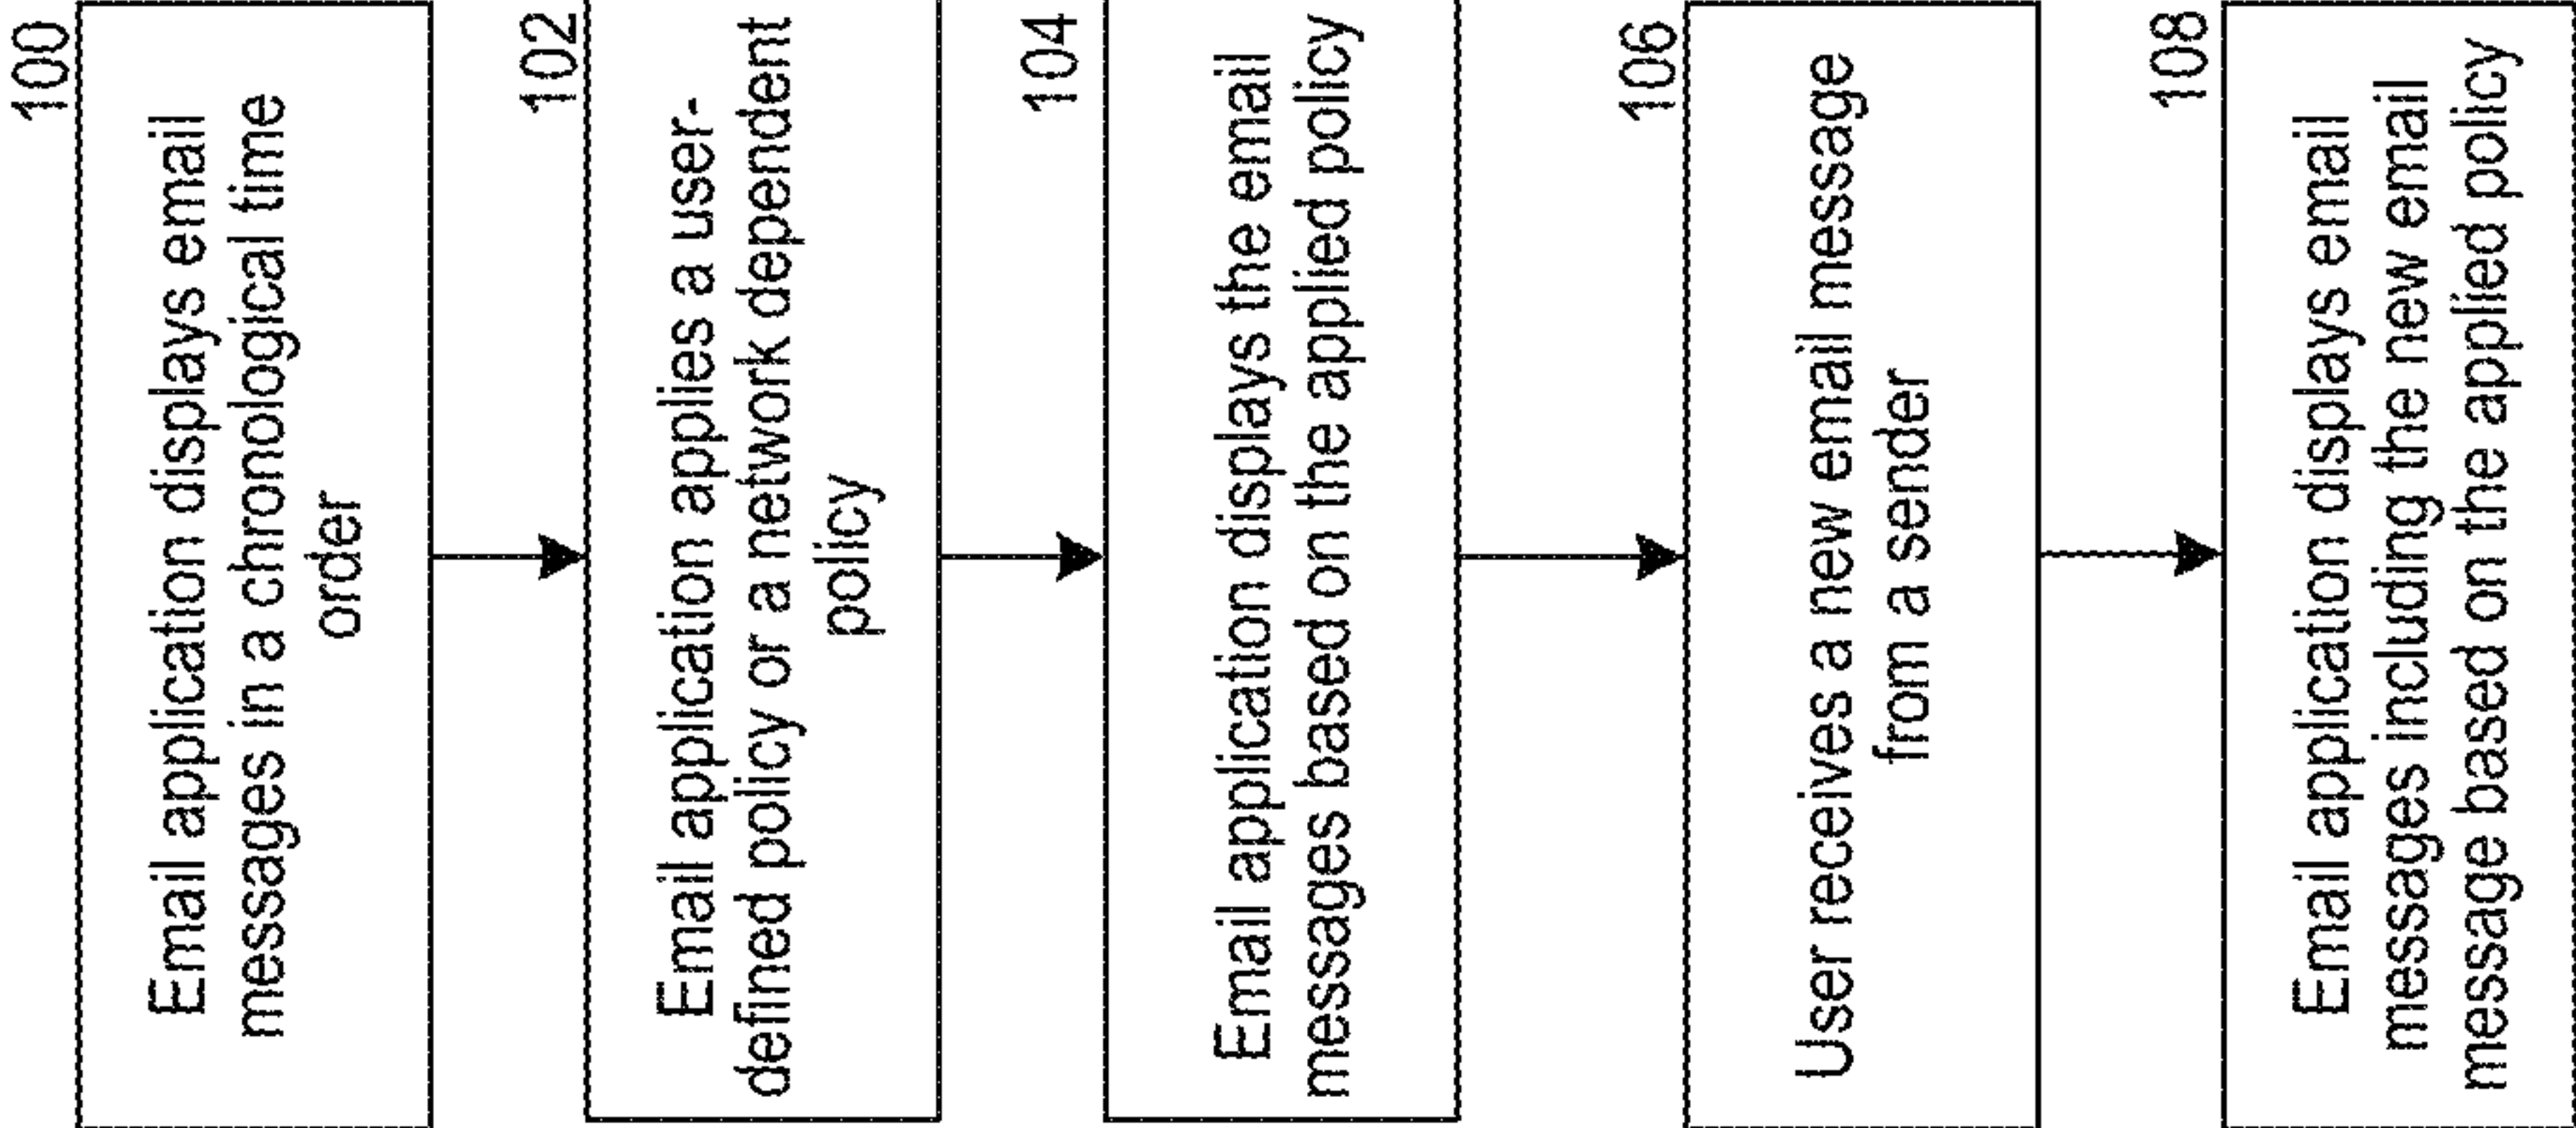 100
Email application displays email
messages in a chronological time
order
102
Email application applies a user-
defined policy or a network dependent
policy
104
Email application displays the email
messages based on the applied policy
106
User receives a new email message
from a sender
108
Email application displays email
messages including the new email
message based on the applied policy